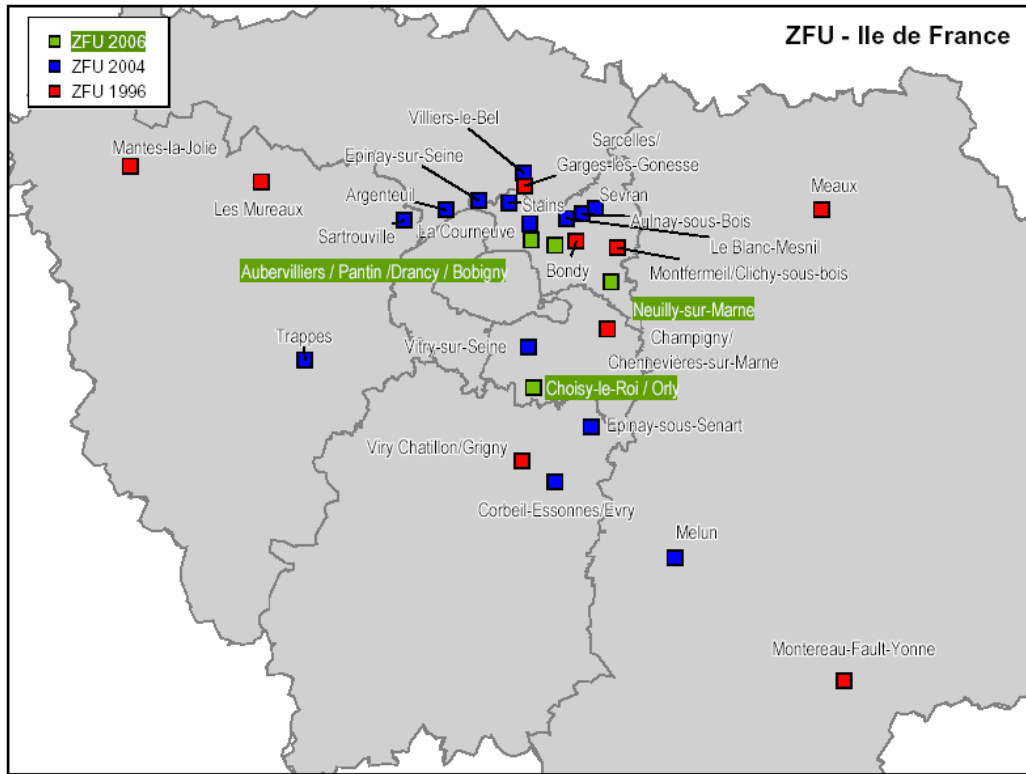 ZFU - Ile de France
ZFU 2006
ZFU 2004
ZFU 1996
Villiers-le-Bel
Sarcelles/
Garges-lès-Gonesse
Mantes-la-Jolie
Epinay-sur-Seine
Argenteuil
Stains
Sevran
Meaux
Les Mureaux
Sartrouville
La Courneuve
Aulnay-sous-Bois
Le Blanc-Mesnil
Aubervilliers / Pantin /Drancy / Bobigny
Bondy
Montfermeil/Clichy-sous-bois
Neuilly-sur-Marne
Trappes
Vitry-sur-Seine
Champigny/
Chennevières-sur-Marne
Choisy-le-Roi / Orly
Epinay-sous-Sénart
Viry Chatillon/Grigny
Corbeil-Essonnes/Evry
Melun
Montereau-Fault-Yonne